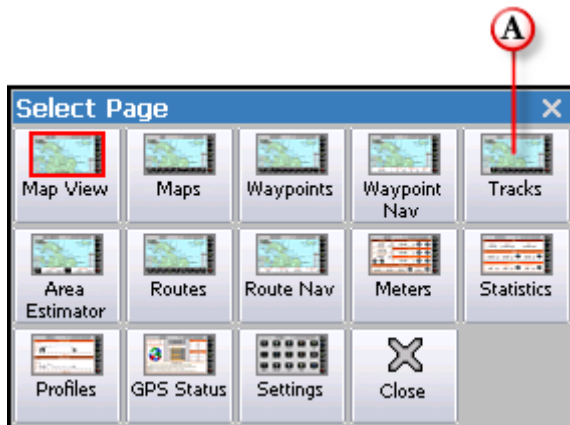 A
Select Page
Map View
Maps
Waypoints
Waypoint
Nav
Tracks
Area
Estimator
Routes
Route Nav
Meters
Statistics
Profiles
GPS Status
Settings
Close